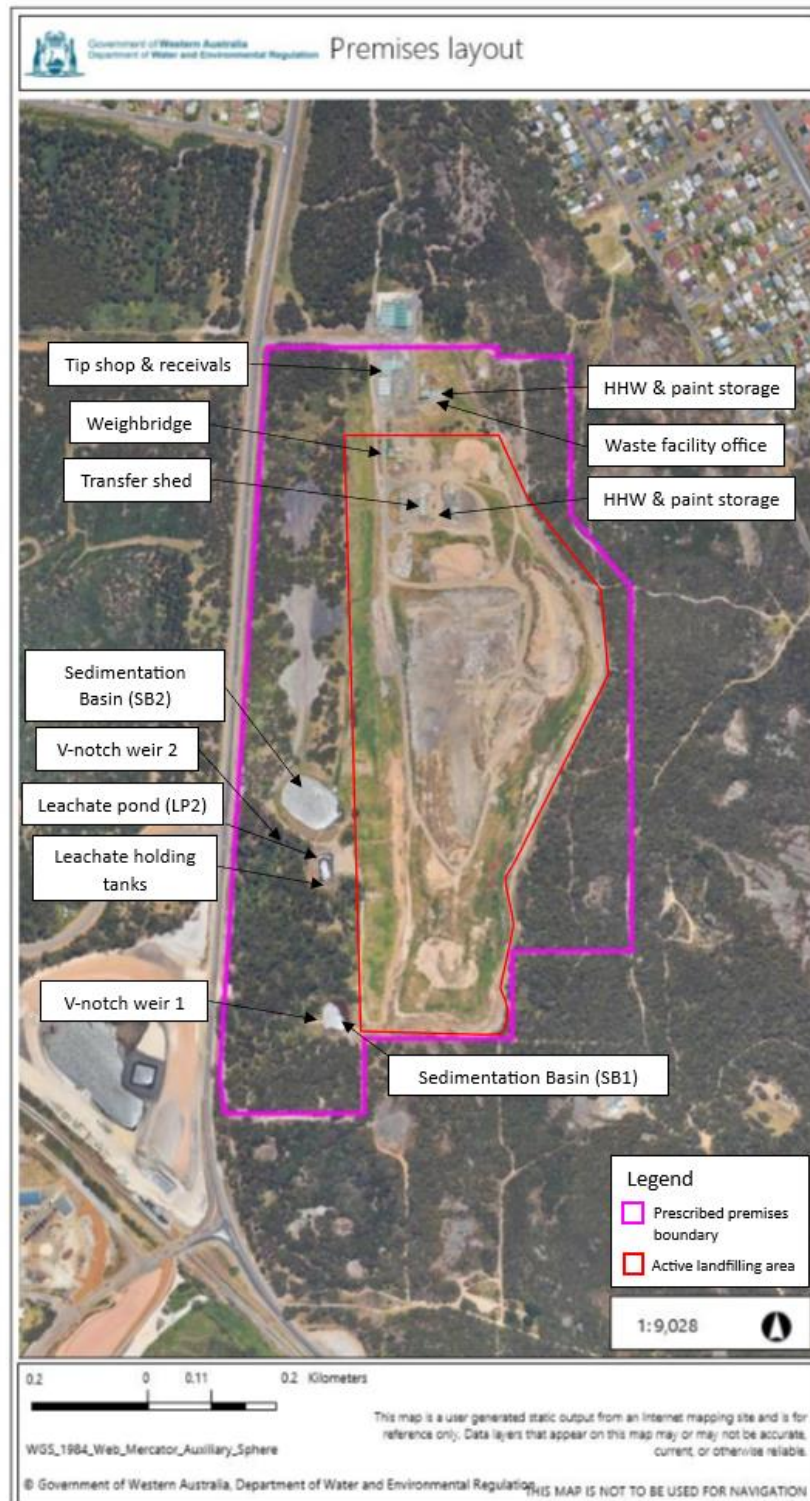 Government of Western Australia
Department of Water and Environmental Regulation
Premises layout
Tip shop & receivals
HHW & paint storage
Weighbridge
Waste facility office
Transfer shed
HHW & paint storage
Sedimentation
Basin (SB2)
V-notch weir 2
Leachate pond (LP2)
Leachate holding
tanks
V-notch weir 1
Sedimentation Basin (SB1)
Legend
Prescribed premises
boundary
Active landfilling area
1:9,028
0.2 0 0.11 0.2 Kilometers
This map is a user generated static output from an Internet mapping site and is for
reference only. Data layers that appear on this map may or may not be accurate,
current, or otherwise reliable.
WGS_1984_Web_Mercator_Auxiliary_Sphere
© Government of Western Australia, Department of Water and Environmental Regulation
THIS MAP IS NOT TO BE USED FOR NAVIGATION